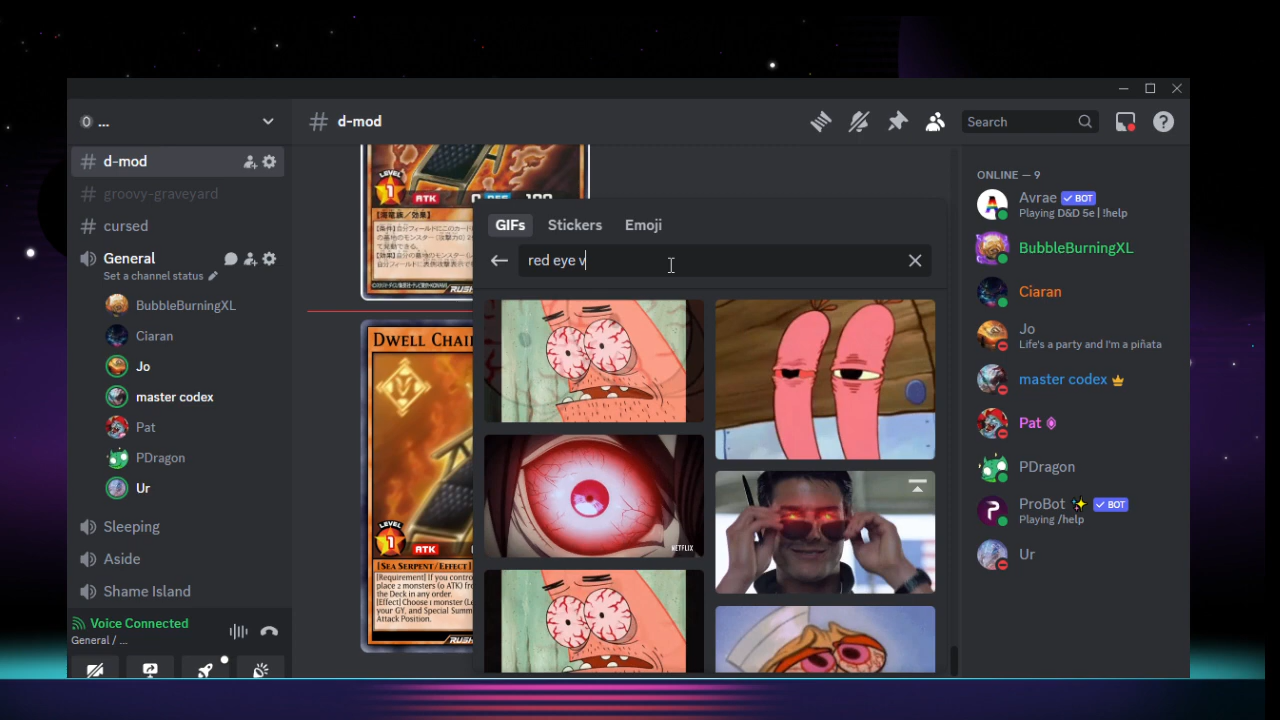 ...
# d-mod
Search
# d-mod
# groovy-graveyard
# cursed
General
Set a channel status
BubbleBurningXL
Ciaran
Jo
master codex
Pat
PDragon
Ur
Sleeping
Aside
Shame Island
Voice Connected
General / ...
LEVEL
1
ATK
RUSH
DWELL CHAI
LEVEL
1
ATK
[SEA SERPENT/EFFECT]
[Requirement] If you contro
place 2 monsters (0 ATK) fr
the Deck in any order.
[Effect] Choose 1 monster (Le
your GY, and Special Summ
Attack Position.
RUSH
GIFs Stickers Emoji
red eye v
NETFLIX
ONLINE — 9
Avrae BOT
Playing D&D 5e | !help
BubbleBurningXL
Ciaran
Jo
Life's a party and I'm a piñata
master codex
Pat
PDragon
ProBot BOT
Playing /help
Ur